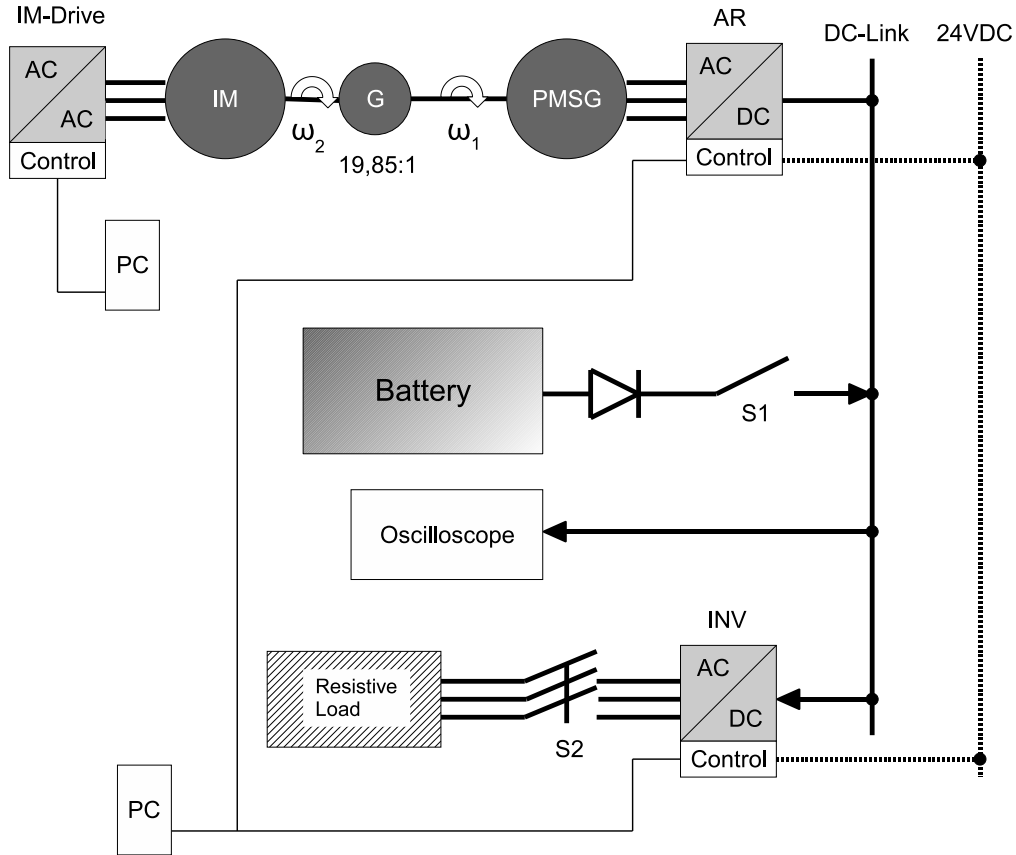 IM-Drive
AR
DC-Link
24VDC
AC
AC
Control
IM
G
PMSG
AC
DC
Control
ω2
ω1
19,85:1
PC
Battery
S1
Oscilloscope
INV
Resistive
Load
AC
DC
S2
Control
PC